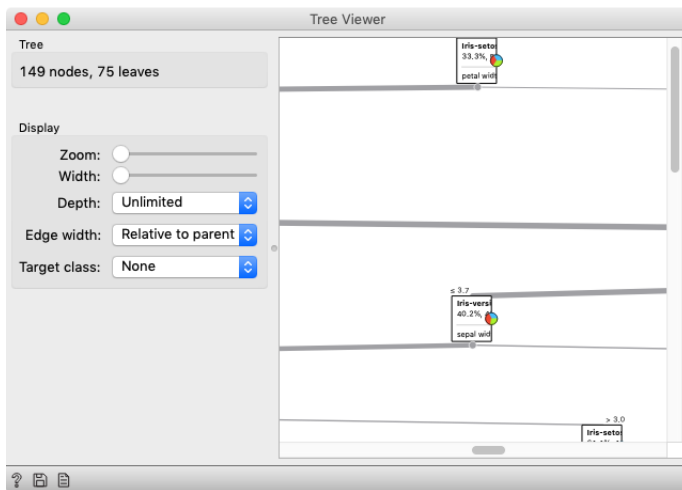 Tree Viewer
Tree
149 nodes, 75 leaves
Display
Zoom:
Width:
Depth: Unlimited
Edge width: Relative to parent
Target class: None
Iris-seto
33.3%,
petal widt
≤ 3.7
Iris-versi
40.2%,
sepal wid
> 3.0
Iris-seto
?